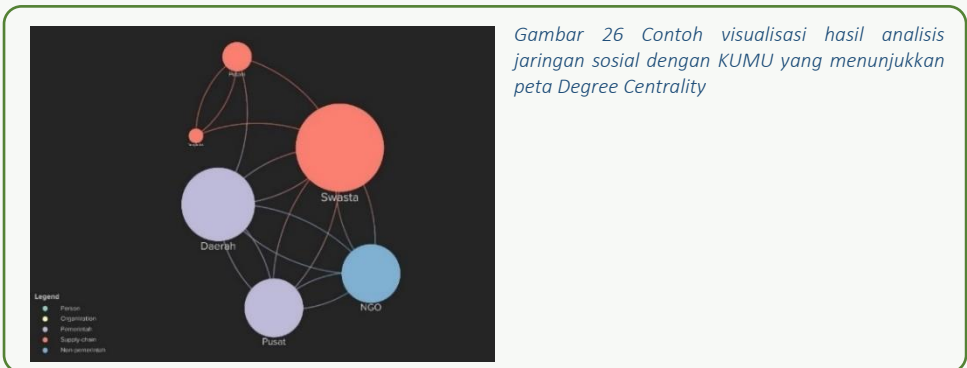 Gambar 26 Contoh visualisasi hasil analisis
jaringan sosial dengan KUMU yang menunjukkan
peta Degree Centrality
Petani
Swasta
Daerah
NGO
Pusat
Legend
Person
Organization
Pemerintah
Supply-chain
Non-pemerintah